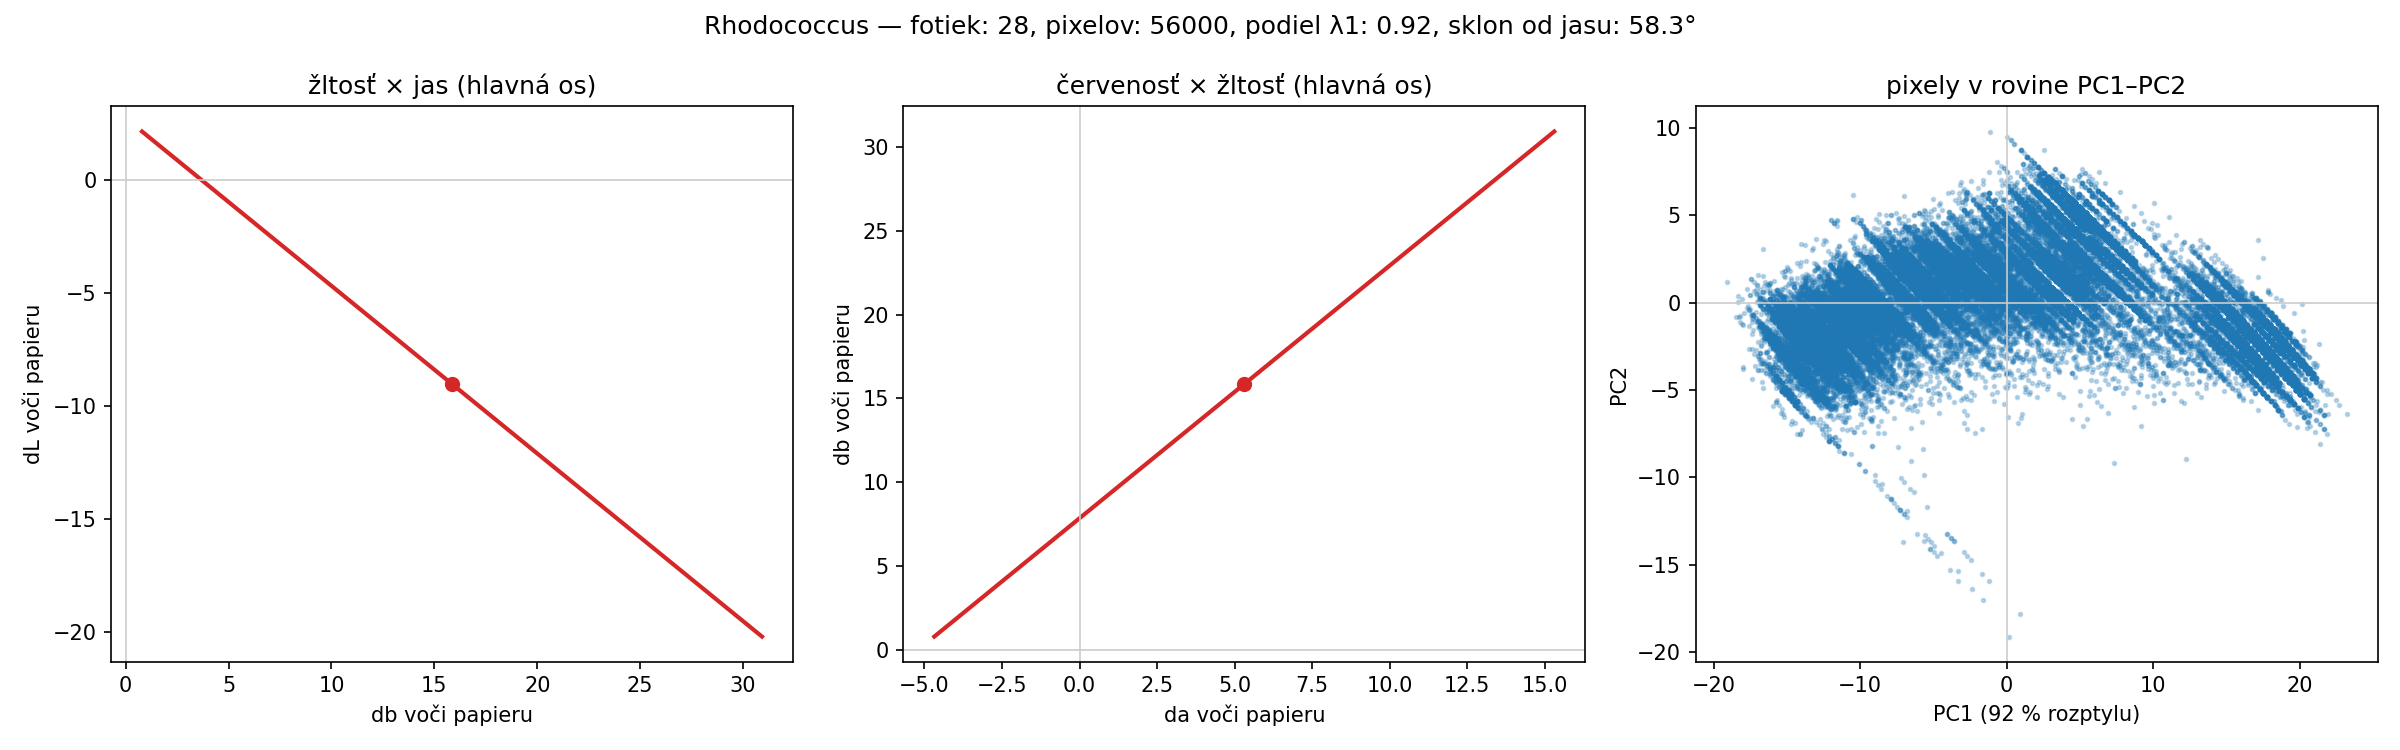 Rhodococcus — fotiek: 28, pixelov: 56000, podiel λ1: 0.92, sklon od jasu: 58.3°
žltosť × jas (hlavná os)
dL voči papieru
0
−5
−10
−15
−20
0 5 10 15 20 25 30
db voči papieru
červenosť × žltosť (hlavná os)
db voči papieru
30
25
20
15
10
5
0
−5.0 −2.5 0.0 2.5 5.0 7.5 10.0 12.5 15.0
da voči papieru
pixely v rovine PC1–PC2
PC2
10
5
0
−5
−10
−15
−20
−20 −10 0 10 20
PC1 (92 % rozptylu)